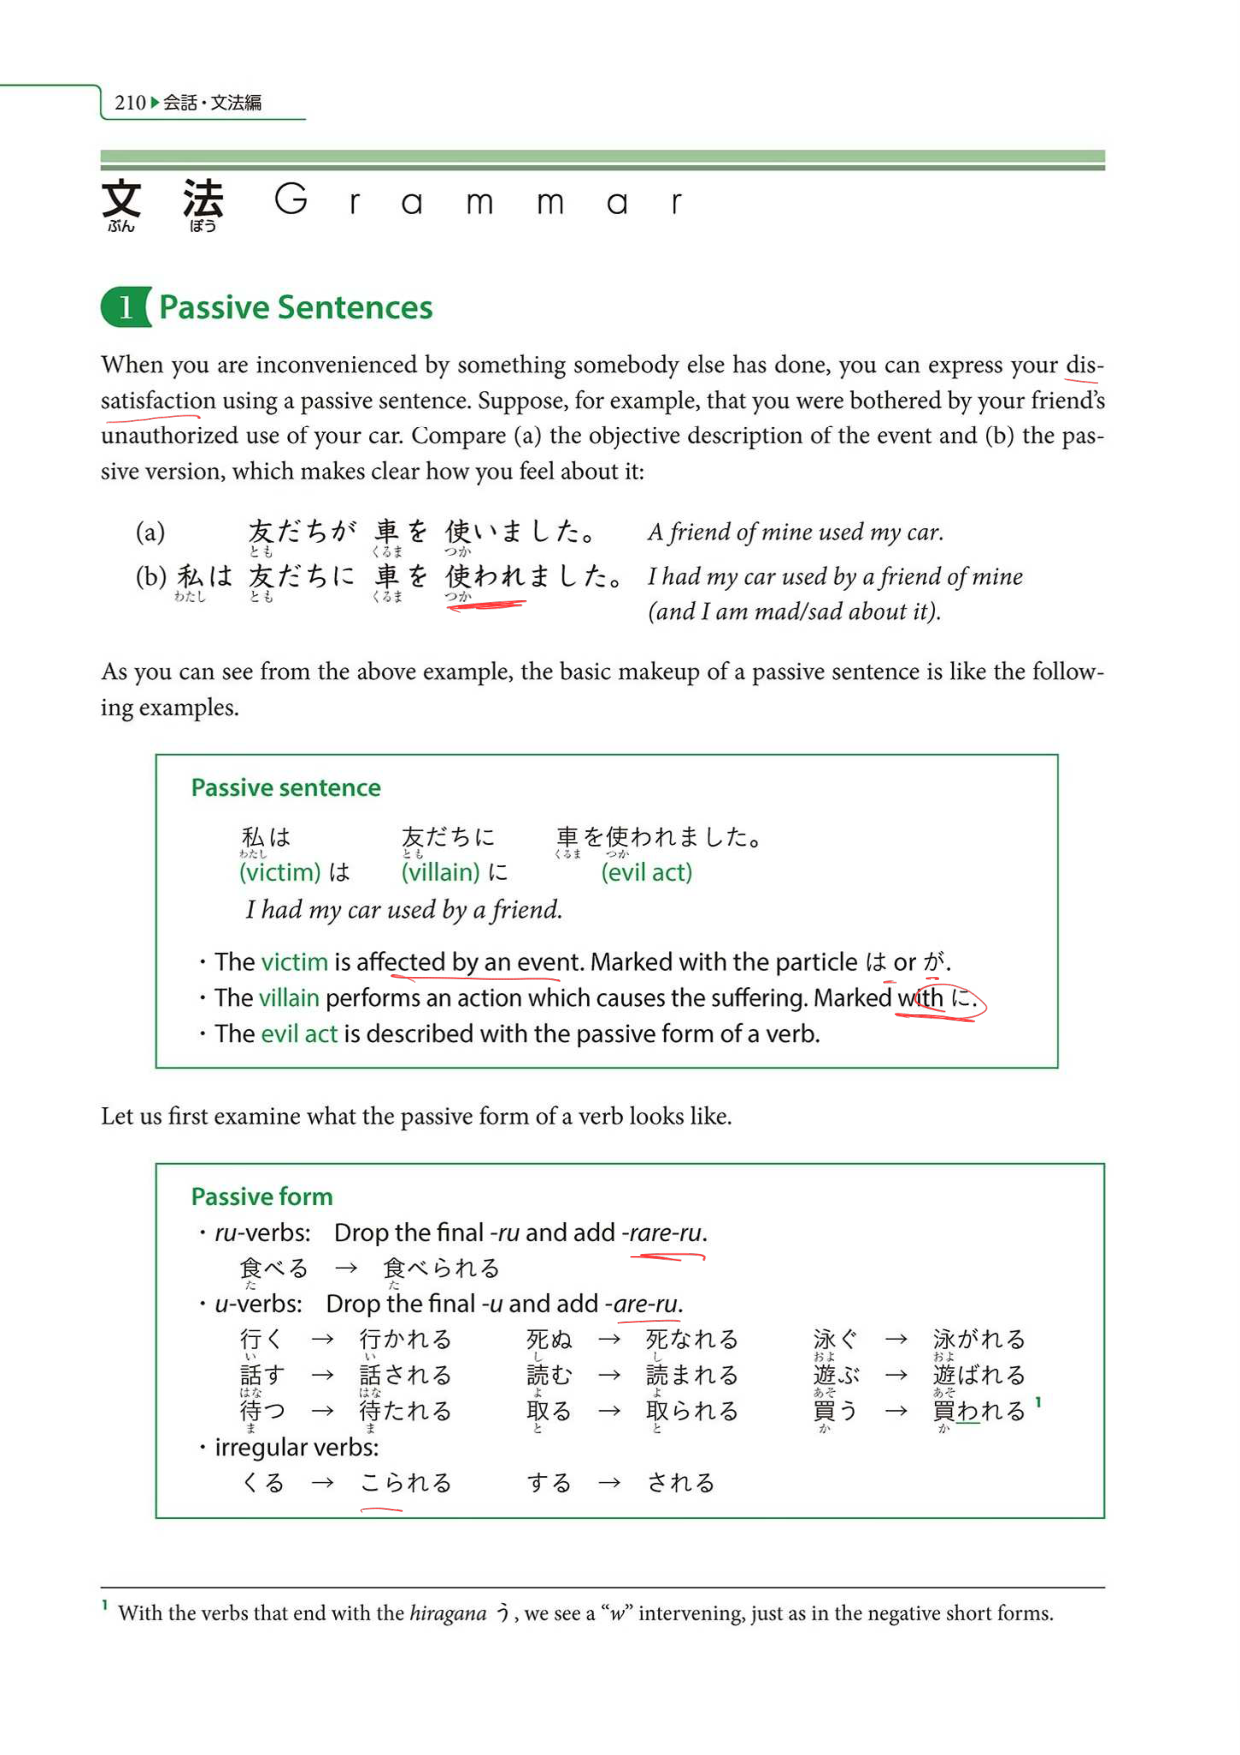 210▶会話・文法編
文法 Grammar
ぶん ぽう
1 Passive Sentences
When you are inconvenienced by something somebody else has done, you can express your dis-
satisfaction using a passive sentence. Suppose, for example, that you were bothered by your friend's
unauthorized use of your car. Compare (a) the objective description of the event and (b) the pas-
sive version, which makes clear how you feel about it:
(a) 友だちが 車を 使いました。 A friend of mine used my car.
とも くるま つか
(b) 私は 友だちに 車を 使われました。 I had my car used by a friend of mine
わたし とも くるま つか
(and I am mad/sad about it).
As you can see from the above example, the basic makeup of a passive sentence is like the follow-
ing examples.
Passive sentence
私は 友だちに 車を使われました。
わたし とも くるま つか
(victim) は (villain) に (evil act)
I had my car used by a friend.
・The victim is affected by an event. Marked with the particle は or が.
・The villain performs an action which causes the suffering. Marked with に.
・The evil act is described with the passive form of a verb.
Let us first examine what the passive form of a verb looks like.
Passive form
・ru-verbs: Drop the final -ru and add -rare-ru.
食べる → 食べられる
た た
・u-verbs: Drop the final -u and add -are-ru.
行く → 行かれる 死ぬ → 死なれる 泳ぐ → 泳がれる
い い し し およ およ
話す → 話される 読む → 読まれる 遊ぶ → 遊ばれる
はな はな よ よ あそ あそ
待つ → 待たれる 取る → 取られる 買う → 買われる 1
ま ま と と か か
・irregular verbs:
くる → こられる する → される
1 With the verbs that end with the hiragana う, we see a "w" intervening, just as in the negative short forms.